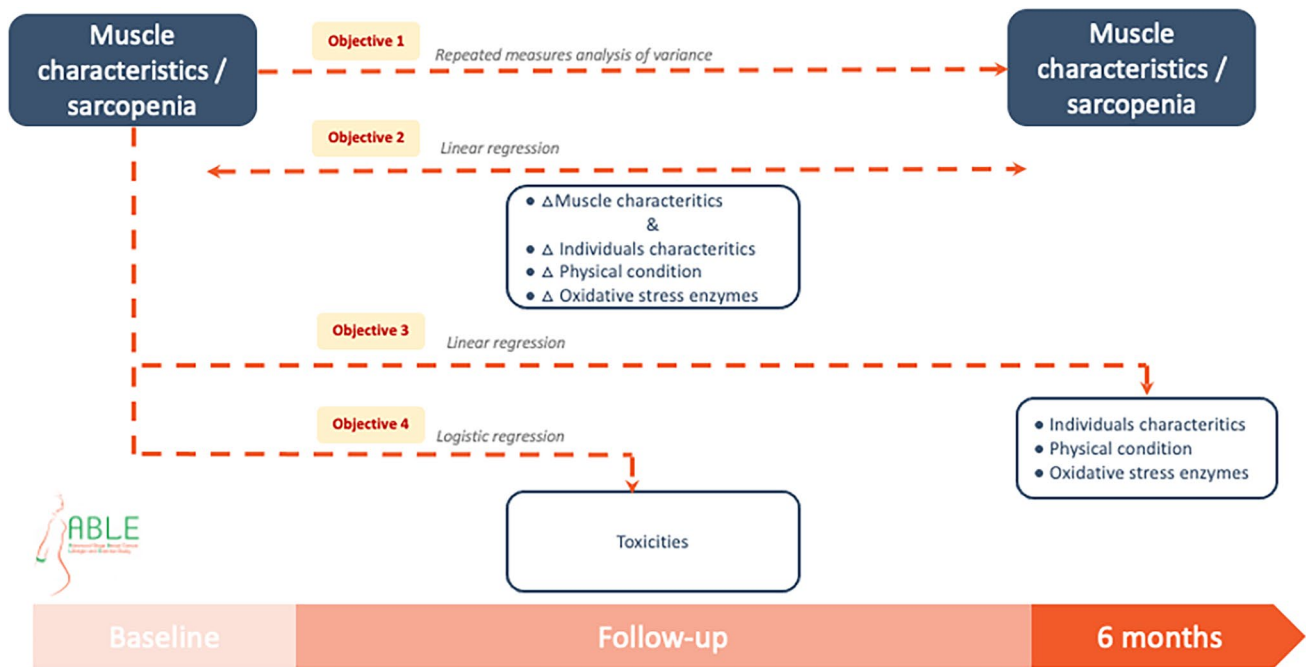 Muscle
characteristics /
sarcopenia
Objective 1
Repeated measures analysis of variance
Muscle
characteristics /
sarcopenia
Objective 2
Linear regression
● △Muscle characteritics
&
● △ Individuals characteritics
● △ Physical condition
● △ Oxidative stress enzymes
Objective 3
Linear regression
● Individuals characteritics
● Physical condition
● Oxidative stress enzymes
Objective 4
Logistic regression
Toxicities
ABLE
Baseline
Follow-up
6 months